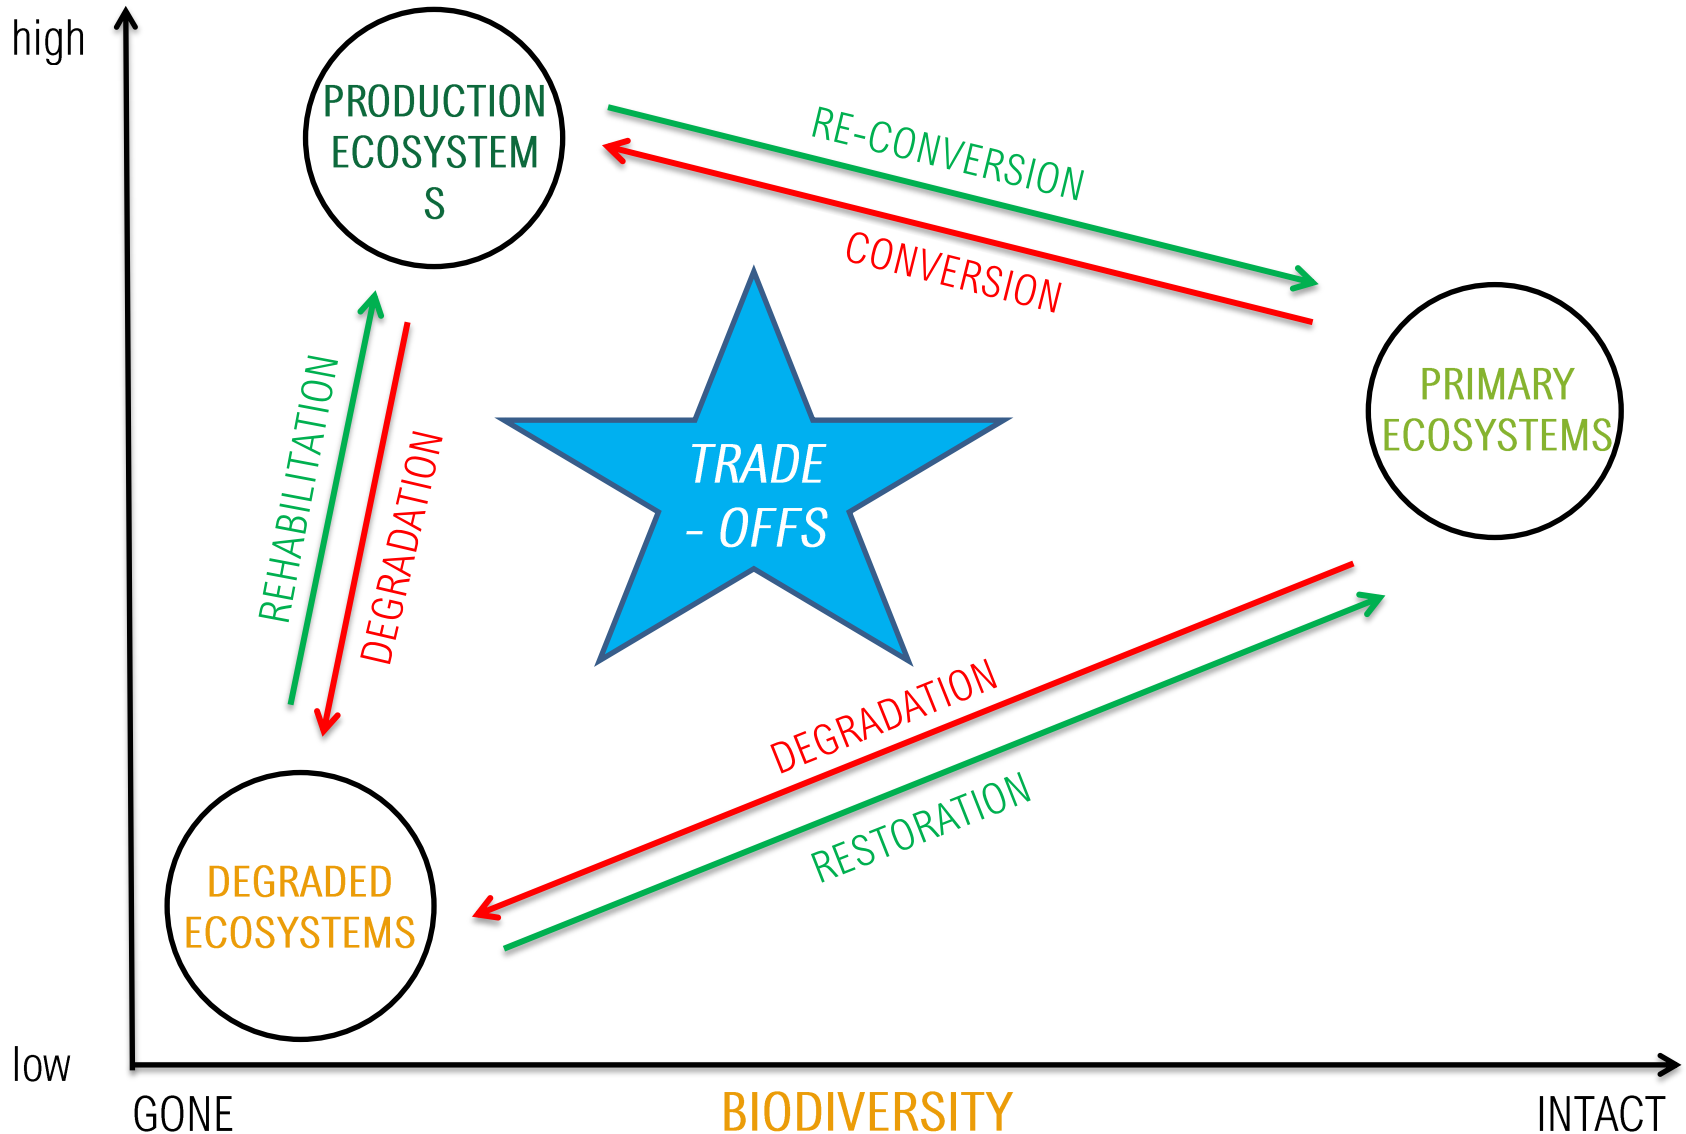 high
PRODUCTION
ECOSYSTEM
S
RE-CONVERSION
CONVERSION
PRIMARY
ECOSYSTEMS
REHABILITATION
DEGRADATION
TRADE
- OFFS
DEGRADATION
RESTORATION
DEGRADED
ECOSYSTEMS
low
GONE
BIODIVERSITY
INTACT